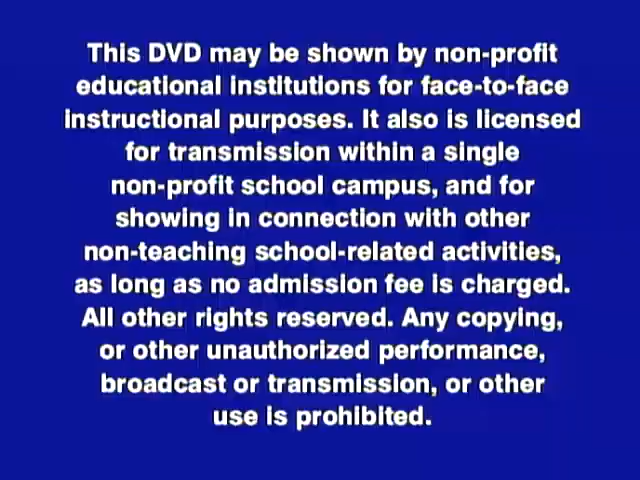 This DVD may be shown by non-profit
educational institutions for face-to-face
instructional purposes. It also is licensed
for transmission within a single
non-profit school campus, and for
showing in connection with other
non-teaching school-related activities,
as long as no admission fee is charged.
All other rights reserved. Any copying,
or other unauthorized performance,
broadcast or transmission, or other
use is prohibited.